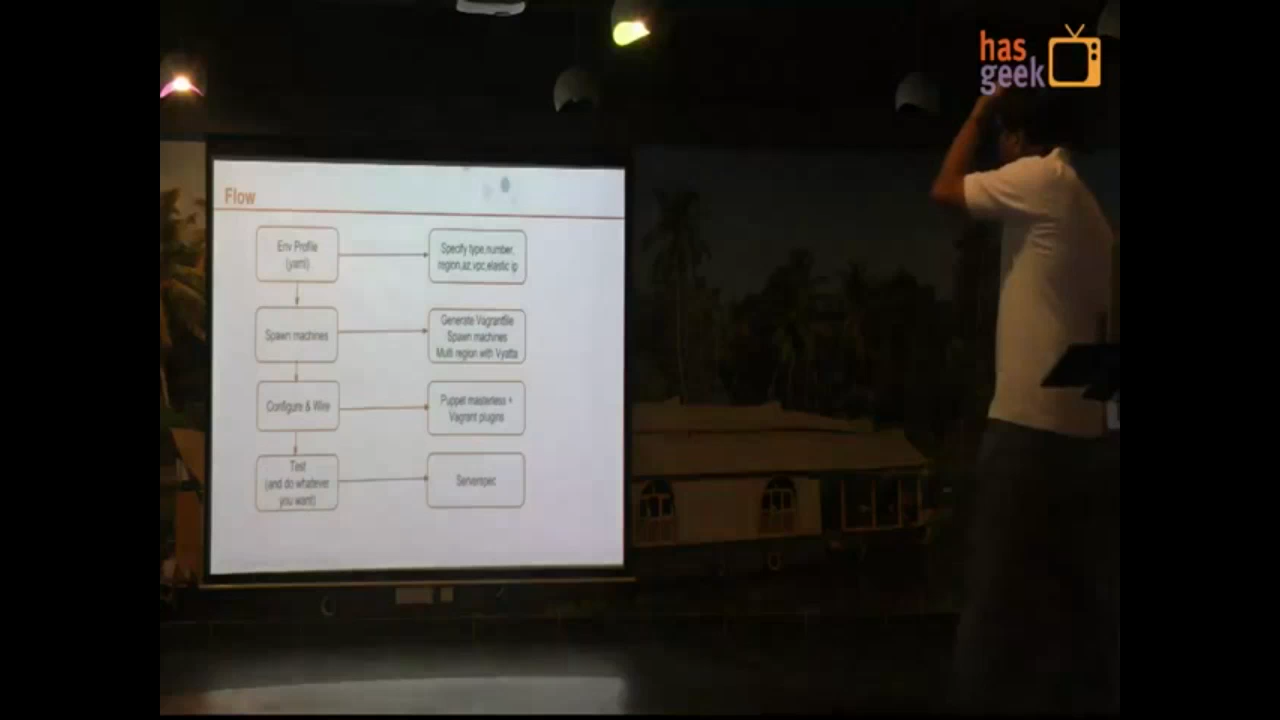 has
geek
Flow
Env Profile
(yaml)
Specify type,number,
region,az,vpc,elastic ip
Spawn machines
Generate Vagrantfile
Spawn machines
Multi region with Vyatta
Configure & Wire
Puppet masterless +
Vagrant plugins
Test
(and do whatever
you want)
Serverspec